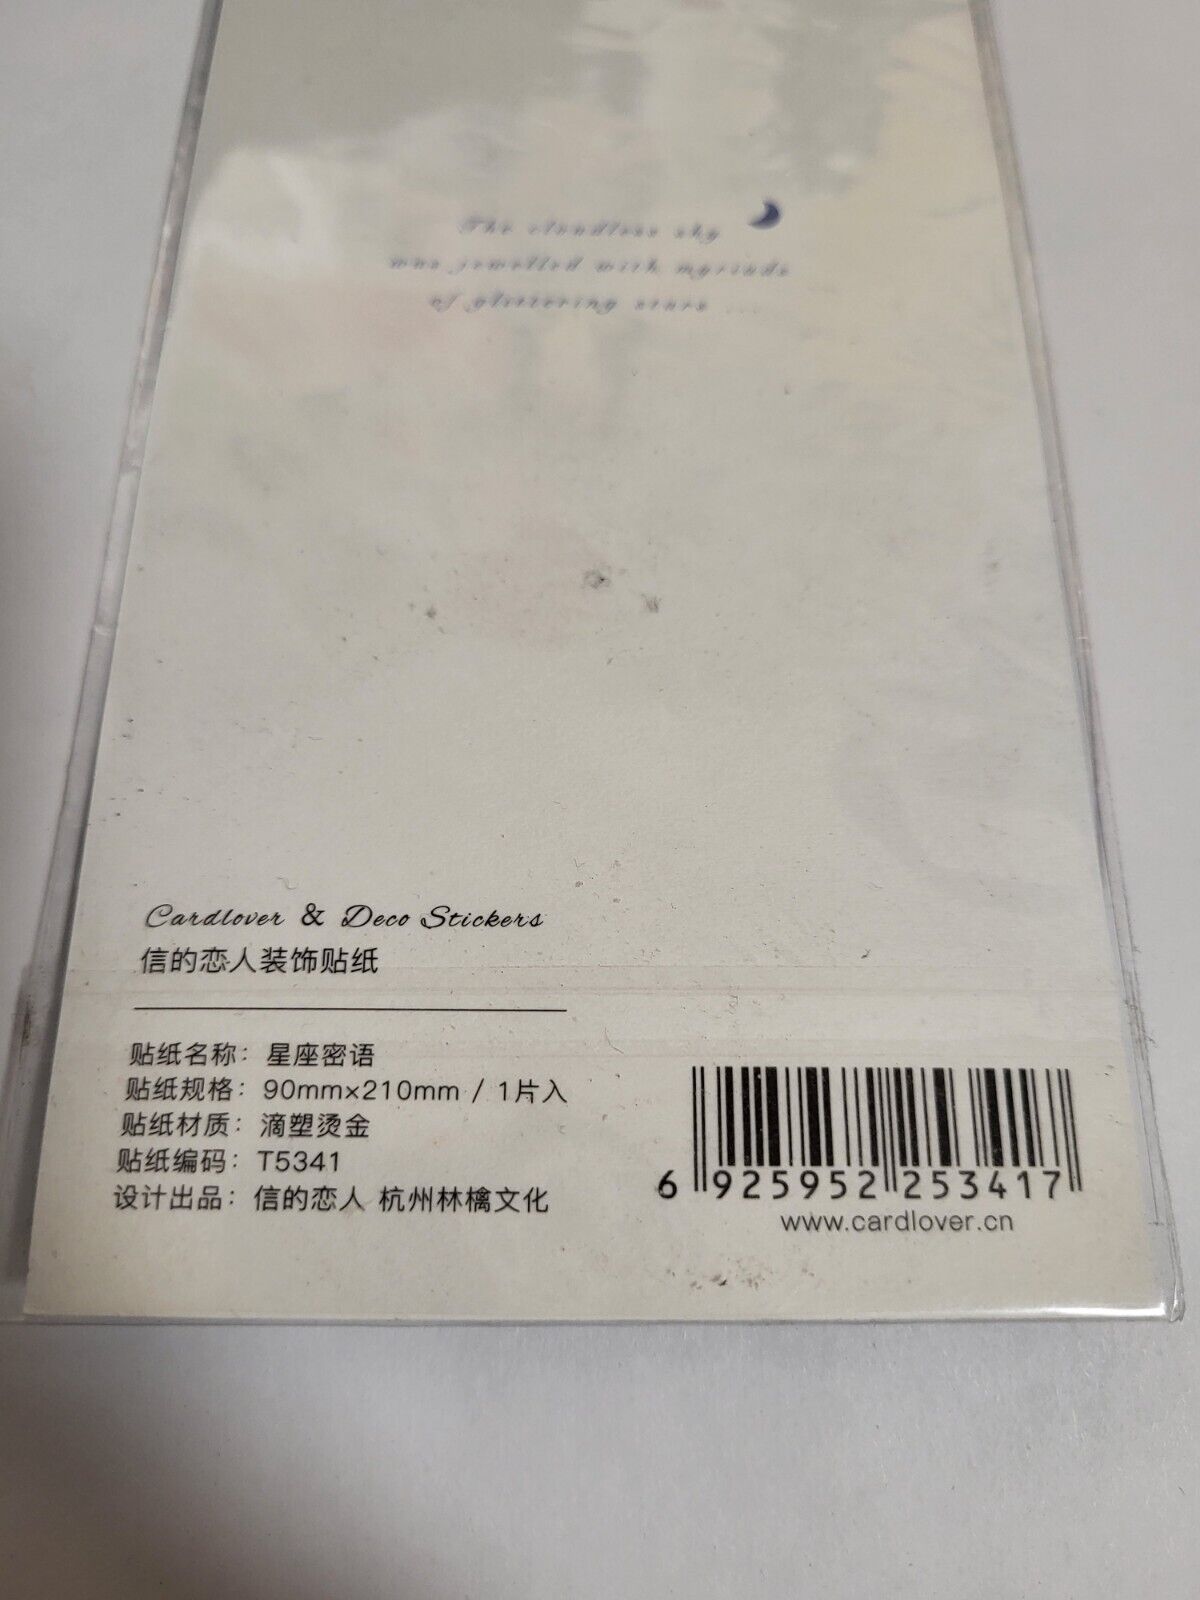 The cloudless sky
was jewelled with myriads
of glittering stars ...
Cardlover & Deco Stickers
信的恋人装饰贴纸
贴纸名称：星座密语
贴纸规格：90mm×210mm / 1片入
贴纸材质：滴塑烫金
贴纸编码：T5341
设计出品：信的恋人 杭州林檎文化
6 925952 253417
www.cardlover.cn